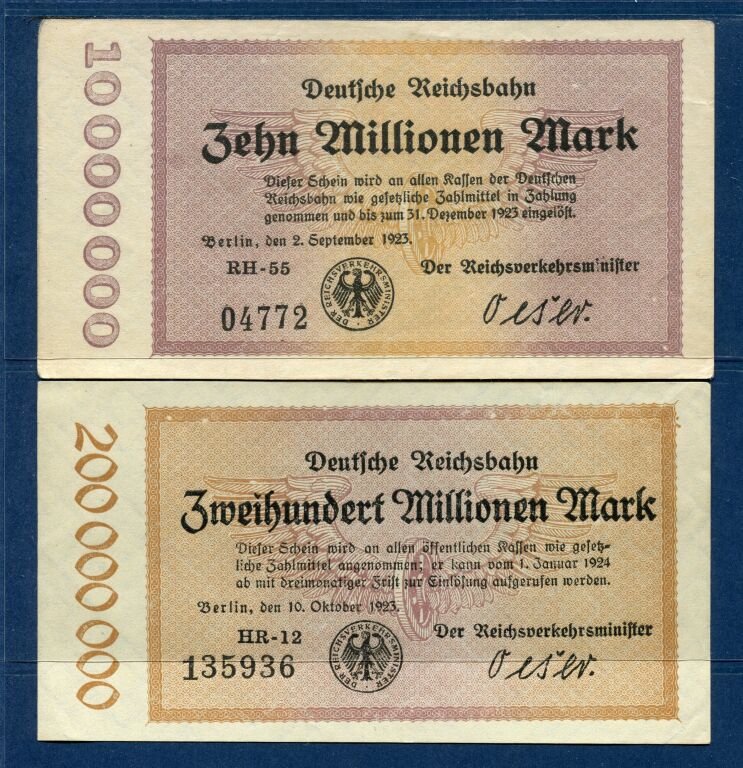 10000000
Deutsche Reichsbahn
Zehn Millionen Mark
Dieser Schein wird an allen Kassen der Deutschen
Reichsbahn wie gesetzliche Zahlmittel in Zahlung
genommen und bis zum 31. Dezember 1923 eingelöst.
Berlin, den 2. September 1923.
RH-55
Der Reichsverkehrsminister
04772
DER REICHSVERKEHRSMINISTER
Oeser.
200000000
Deutsche Reichsbahn
Zweihundert Millionen Mark
Dieser Schein wird an allen öffentlichen Kassen wie gesetz-
liche Zahlmittel angenommen; er kann vom 1. Januar 1924
ab mit dreimonatiger Frist zur Einlösung aufgerufen werden.
Berlin, den 10. Oktober 1923.
HR-12
Der Reichsverkehrsminister
135936
DER REICHSVERKEHRSMINISTER
Oeser.